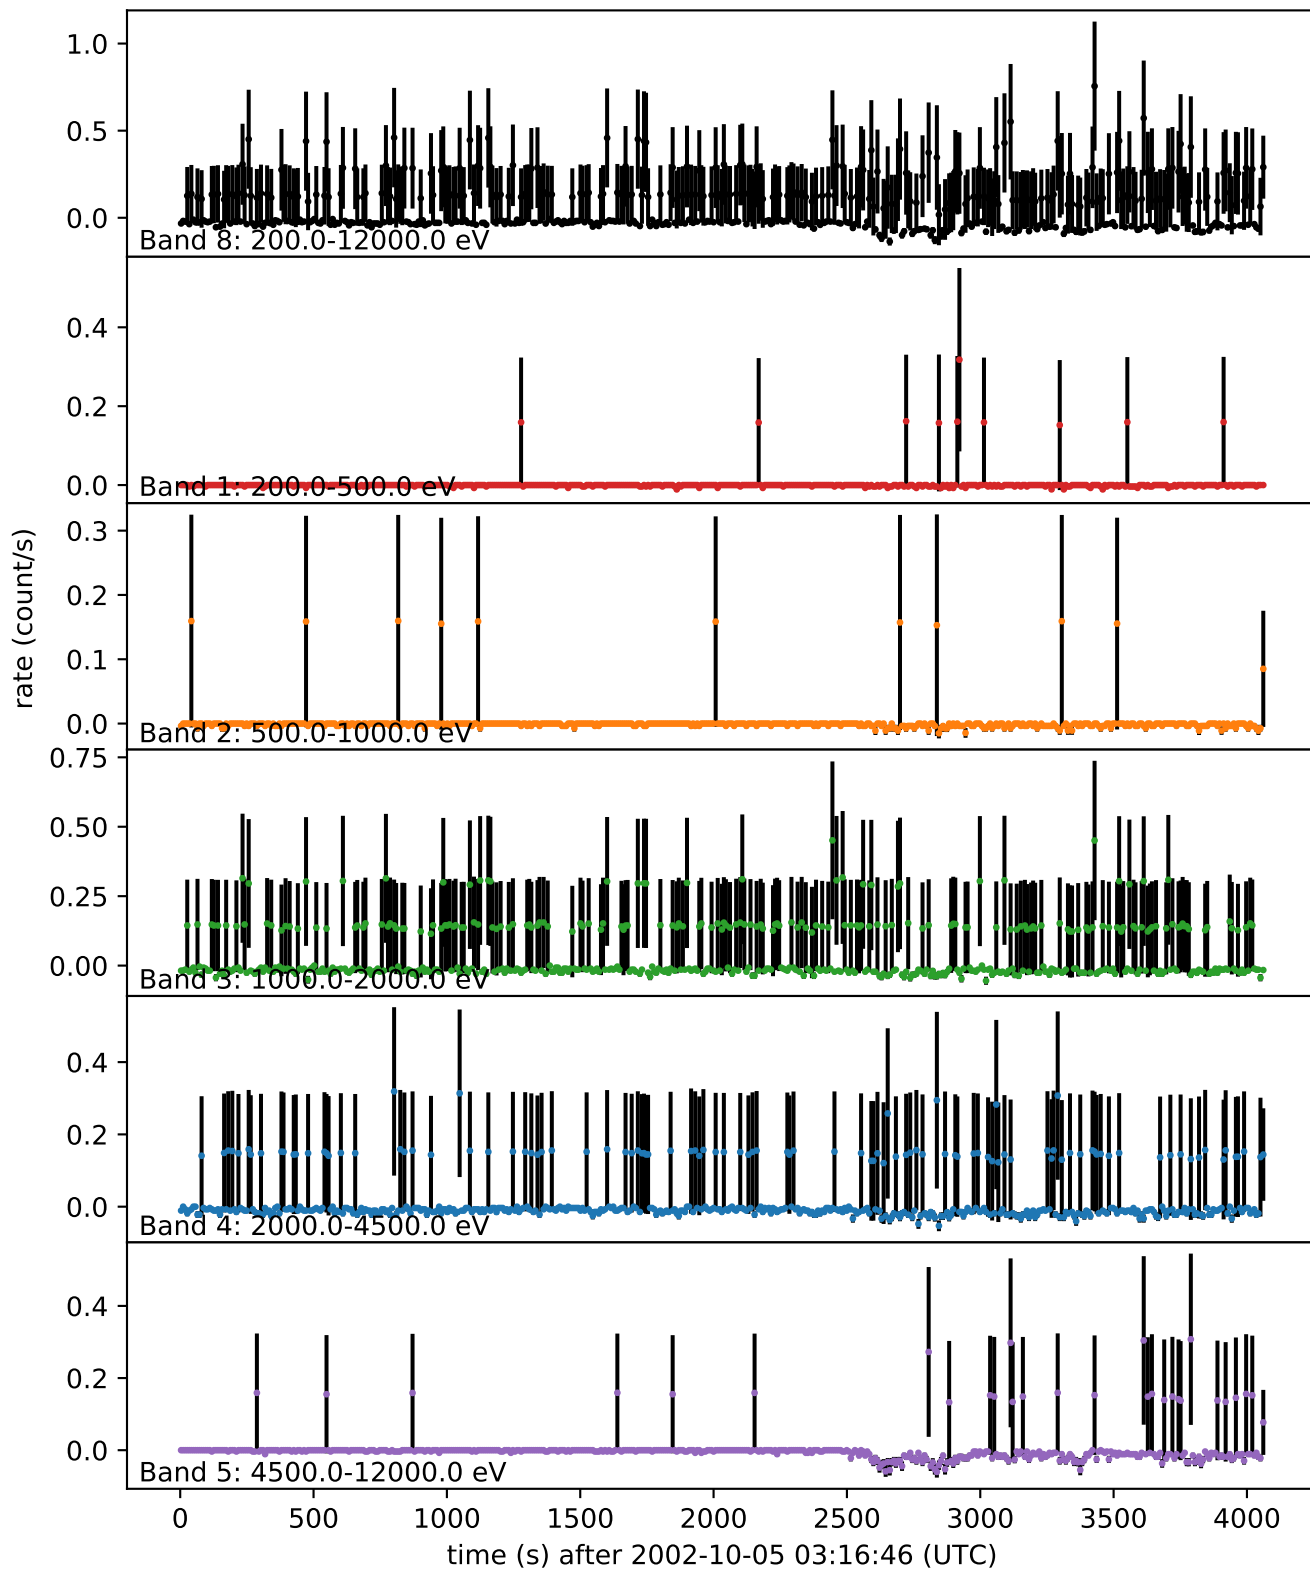 1.0
0.5
0.0
Band 8: 200.0-12000.0 eV
0.4
0.2
0.0
Band 1: 200.0-500.0 eV
0.3
0.2
0.1
0.0
Band 2: 500.0-1000.0 eV
0.75
0.50
0.25
0.00
Band 3: 1000.0-2000.0 eV
0.4
0.2
0.0
Band 4: 2000.0-4500.0 eV
0.4
0.2
0.0
Band 5: 4500.0-12000.0 eV
rate (count/s)
0 500 1000 1500 2000 2500 3000 3500 4000
time (s) after 2002-10-05 03:16:46 (UTC)